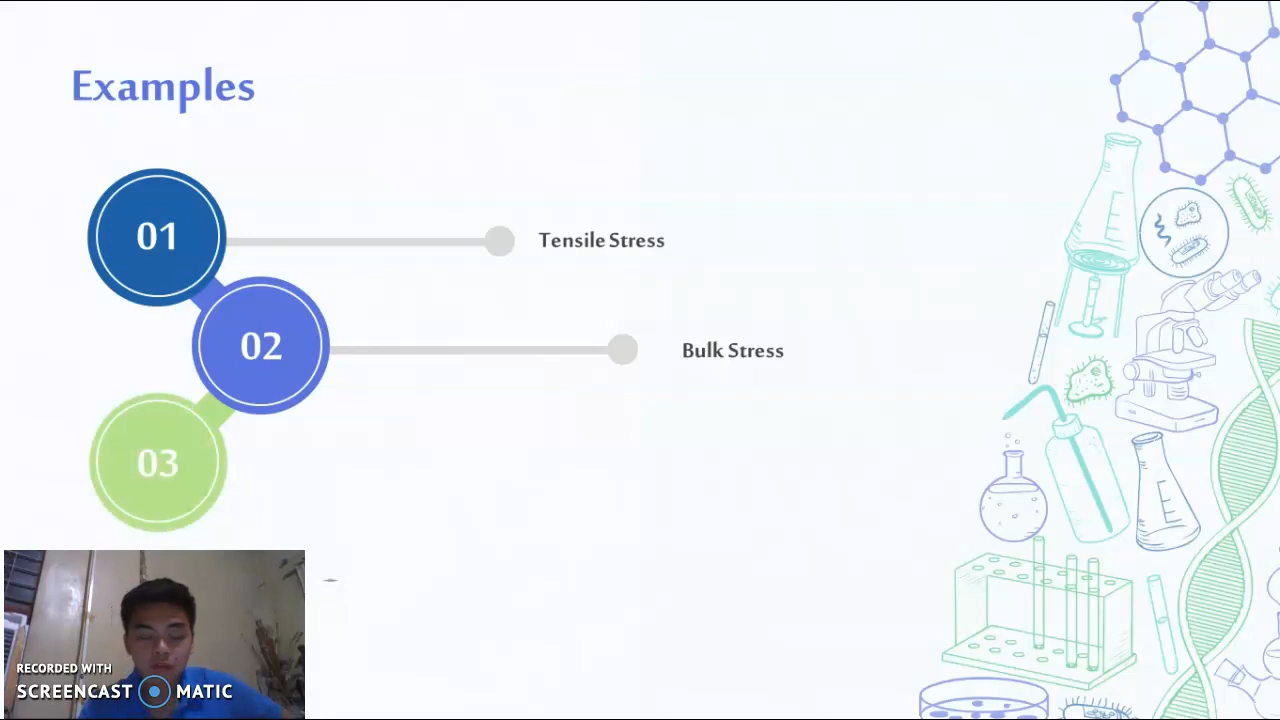 Examples
01
Tensile Stress
02
Bulk Stress
03
RECORDED WITH
SCREENCAST MATIC